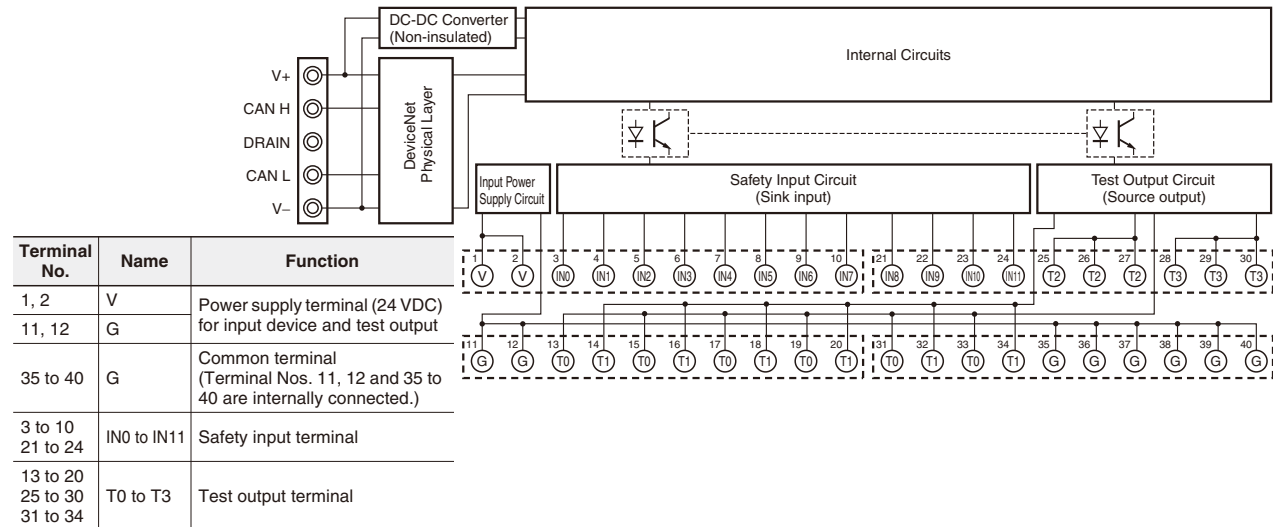 DC-DC Converter
(Non-insulated)
Internal Circuits
V+
CAN H
DRAIN
CAN L
V–
DeviceNet
Physical Layer
Input Power
Supply Circuit
Safety Input Circuit
(Sink input)
Test Output Circuit
(Source output)
1 2 3 4 5 6 7 8 9 10 21 22 23 24 25 26 27 28 29 30
V V IN0 IN1 IN2 IN3 IN4 IN5 IN6 IN7 IN8 IN9 IN10 IN11 T2 T2 T2 T3 T3 T3
11 12 13 14 15 16 17 18 19 20 31 32 33 34 35 36 37 38 39 40
G G T0 T1 T0 T1 T0 T1 T0 T1 T0 T1 T0 T1 G G G G G G
Terminal No. Name Function
1, 2 V Power supply terminal (24 VDC)
11, 12 G for input device and test output
35 to 40 G Common terminal
(Terminal Nos. 11, 12 and 35 to
40 are internally connected.)
3 to 10
21 to 24 IN0 to IN11 Safety input terminal
13 to 20
25 to 30 T0 to T3 Test output terminal
31 to 34